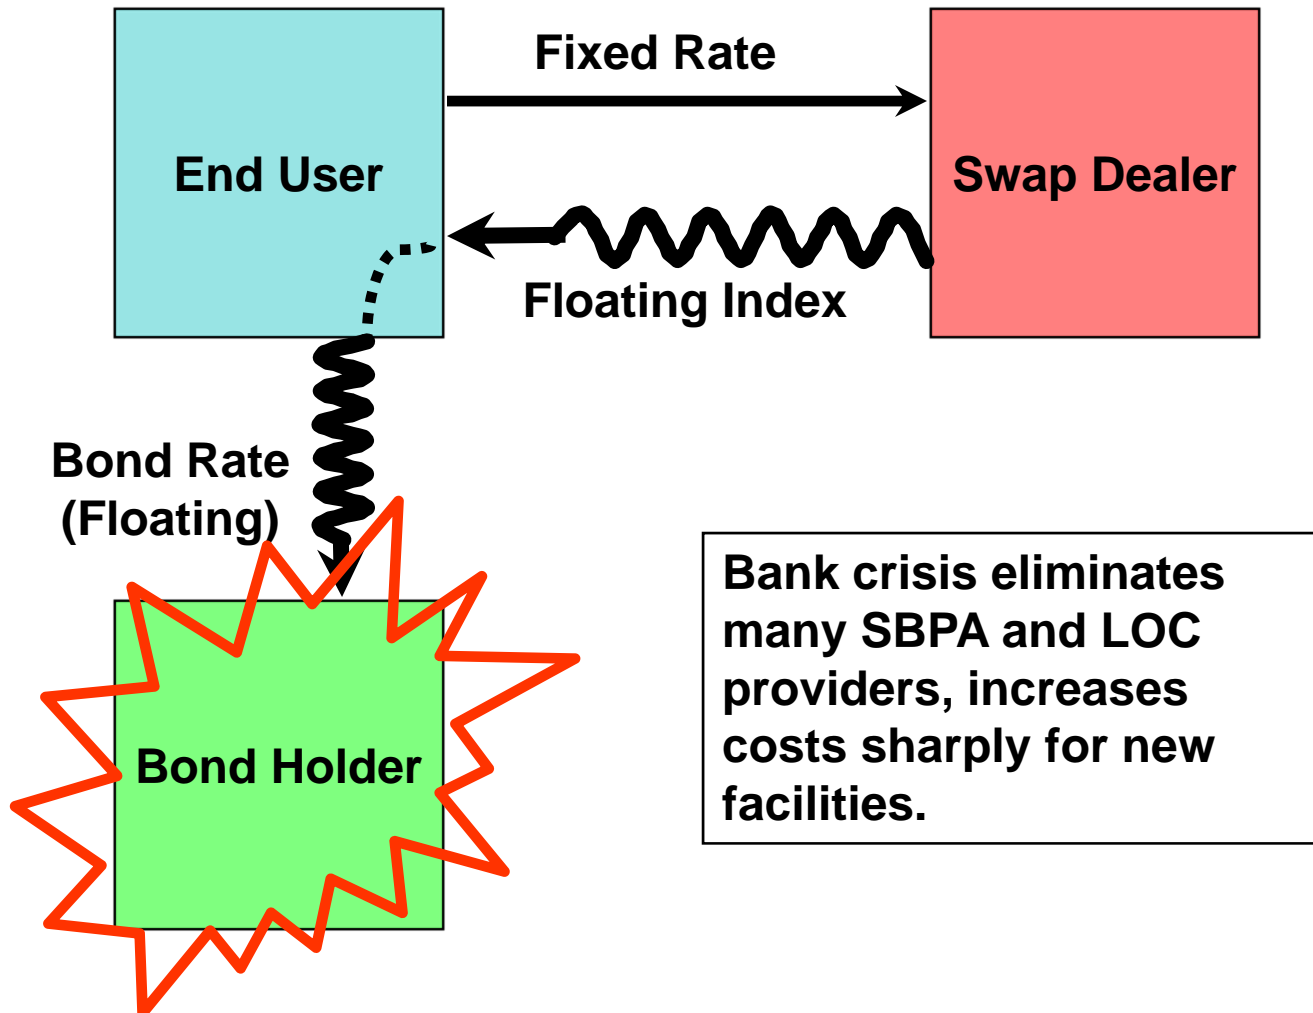 Fixed Rate
End User
Swap Dealer
Floating Index
Bond Rate
(Floating)
Bank crisis eliminates
many SBPA and LOC
providers, increases
costs sharply for new
facilities.
Bond Holder